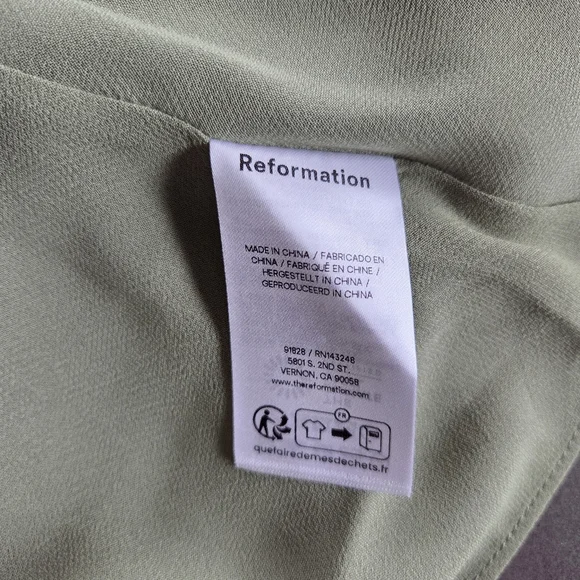 Reformation
MADE IN CHINA / FABRICADO EN
CHINA / FABRIQUÉ EN CHINE /
HERGESTELLT IN CHINA /
GEPRODUCEERD IN CHINA
91828 / RN143248
5801 S. 2ND ST.
VERNON, CA 90058
www.thereformation.com
FR
quefairedemesdechets.fr